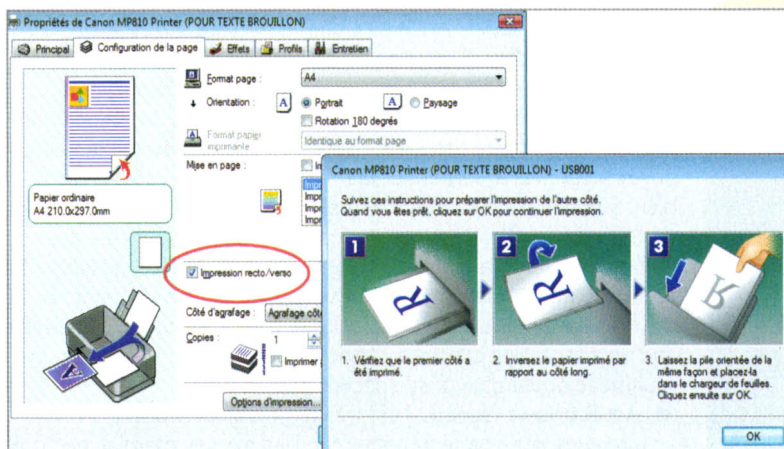 Propriétés de Canon MP810 Printer (POUR TEXTE BROUILLON)
Principal Configuration de la page Effets Profils Entretien
Format page : A4
Orientation : A Portrait A Paysage
Rotation 180 degrés
Format papier
imprimante Identique au format page
Mise en page :
Papier ordinaire
A4 210.0x297.0mm
Impression recto/verso
Côté d'agrafage : Agrafage côté
Copies : 1
Imprimer
Options d'impression...
Canon MP810 Printer (POUR TEXTE BROUILLON) - USB001
Suivez ces instructions pour préparer l'impression de l'autre côté.
Quand vous êtes prêt, cliquez sur OK pour continuer l'impression.
1 2 3
R R R
1. Vérifiez que le premier côté a
été imprimé.
2. Inversez le papier imprimé par
rapport au côté long.
3. Laissez la pile orientée de la
même façon et placez-la
dans le chargeur de feuilles.
Cliquez ensuite sur OK.
OK